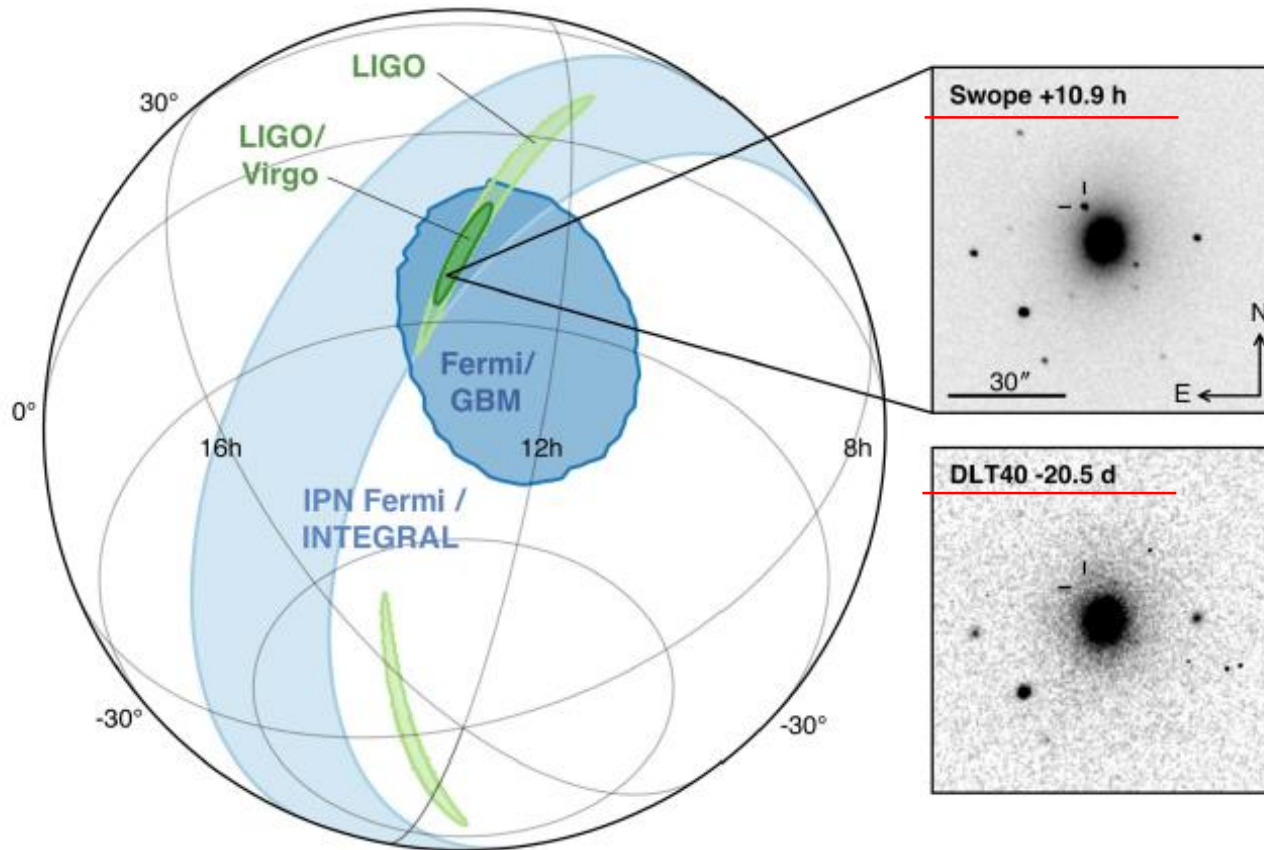 LIGO
LIGO/
Virgo
30°
0°
16h
12h
8h
Fermi/
GBM
IPN Fermi /
INTEGRAL
-30°
-30°
Swope +10.9 h
N
30″
E
DLT40 -20.5 d